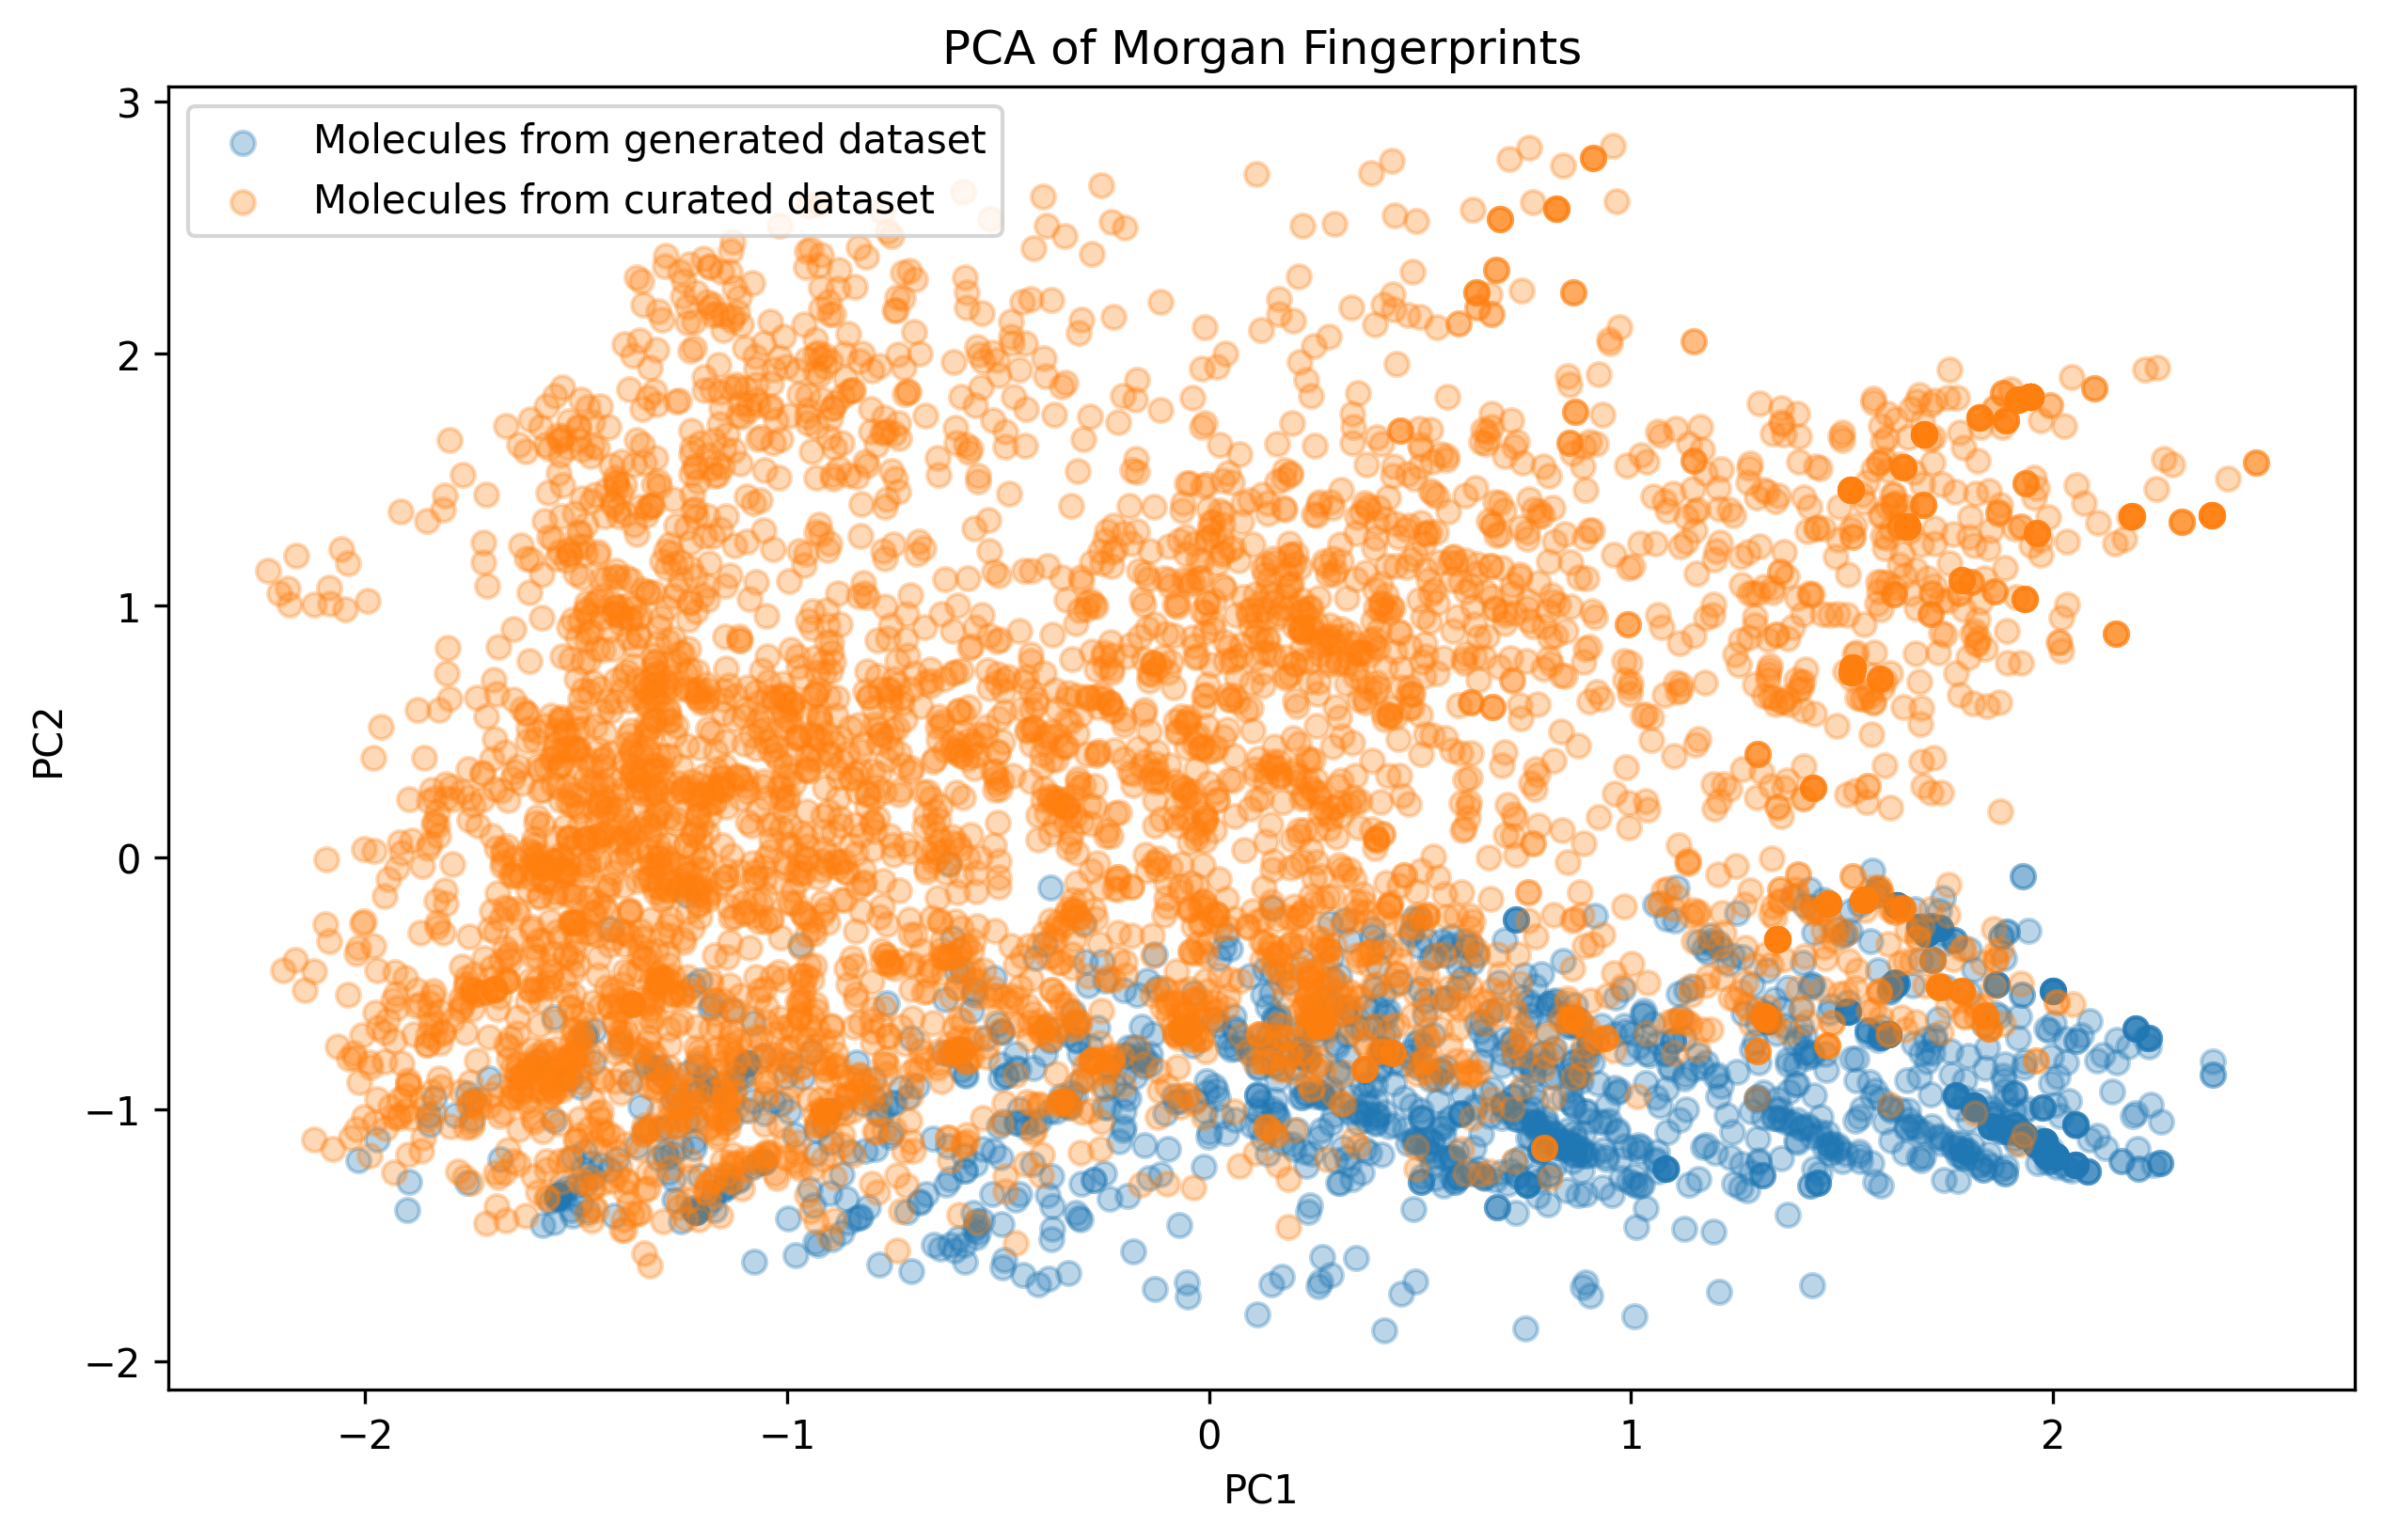 PCA of Morgan Fingerprints
Molecules from generated dataset
Molecules from curated dataset
3
2
1
0
−1
−2
PC2
−2
−1
0
1
2
PC1